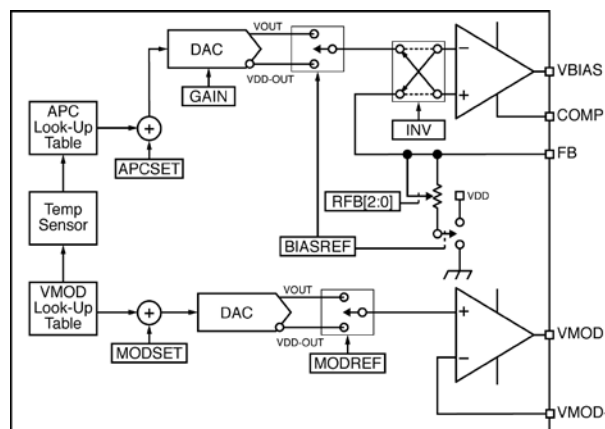 VOUT
DAC
VDD-OUT
GAIN
−
+
VBIAS
COMP
FB
APC
Look-Up
Table
+
APCSET
INV
RFB[2:0]
VDD
Temp
Sensor
BIASREF
VMOD
Look-Up
Table
+
MODSET
DAC
VOUT
VDD-OUT
MODREF
+
−
VMOD
VMOD-